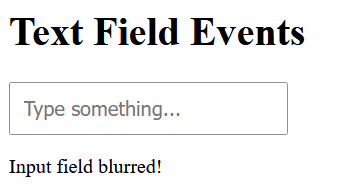 Text Field Events
Type something...
Input field blurred!